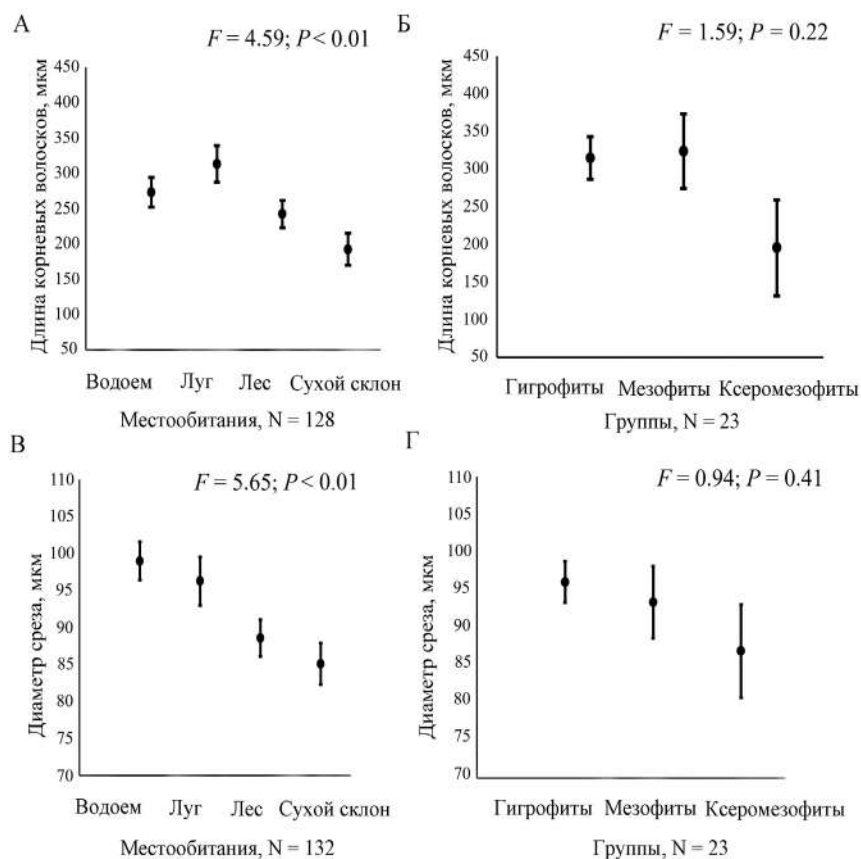 А
F = 4.59; P < 0.01
Длина корневых волосков, мкм
450
400
350
300
250
200
150
100
50
Водоем Луг Лес Сухой склон
Местообитания, N = 128
Б
F = 1.59; P = 0.22
Длина корневых волосков, мкм
450
400
350
300
250
200
150
100
50
Гигрофиты Мезофиты Ксеромезофиты
Группы, N = 23
В
F = 5.65; P < 0.01
Диаметр среза, мкм
110
105
100
95
90
85
80
75
70
Водоем Луг Лес Сухой склон
Местообитания, N = 132
Г
F = 0.94; P = 0.41
Диаметр среза, мкм
110
105
100
95
90
85
80
75
70
Гигрофиты Мезофиты Ксеромезофиты
Группы, N = 23